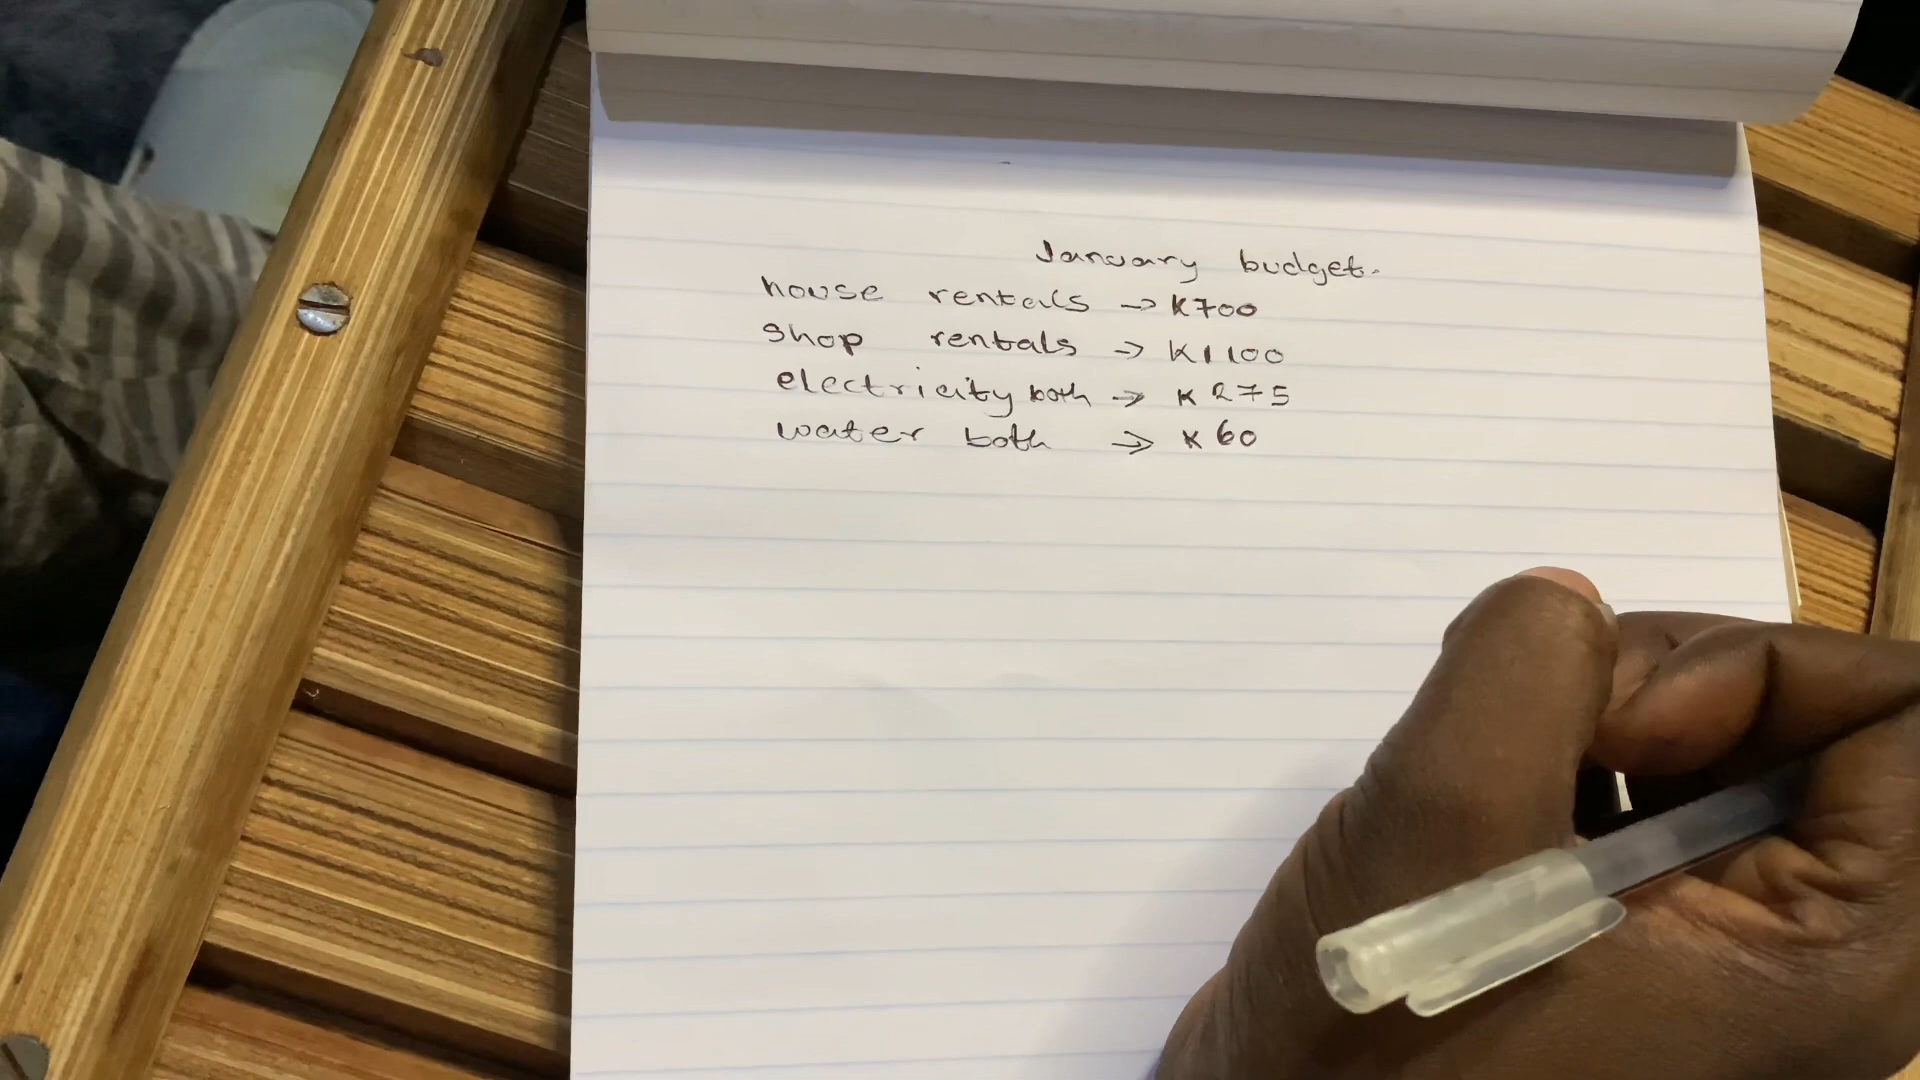 January budget.
house rentals → K700
Shop rentals → K1100
electricity both → K275
water both → K60